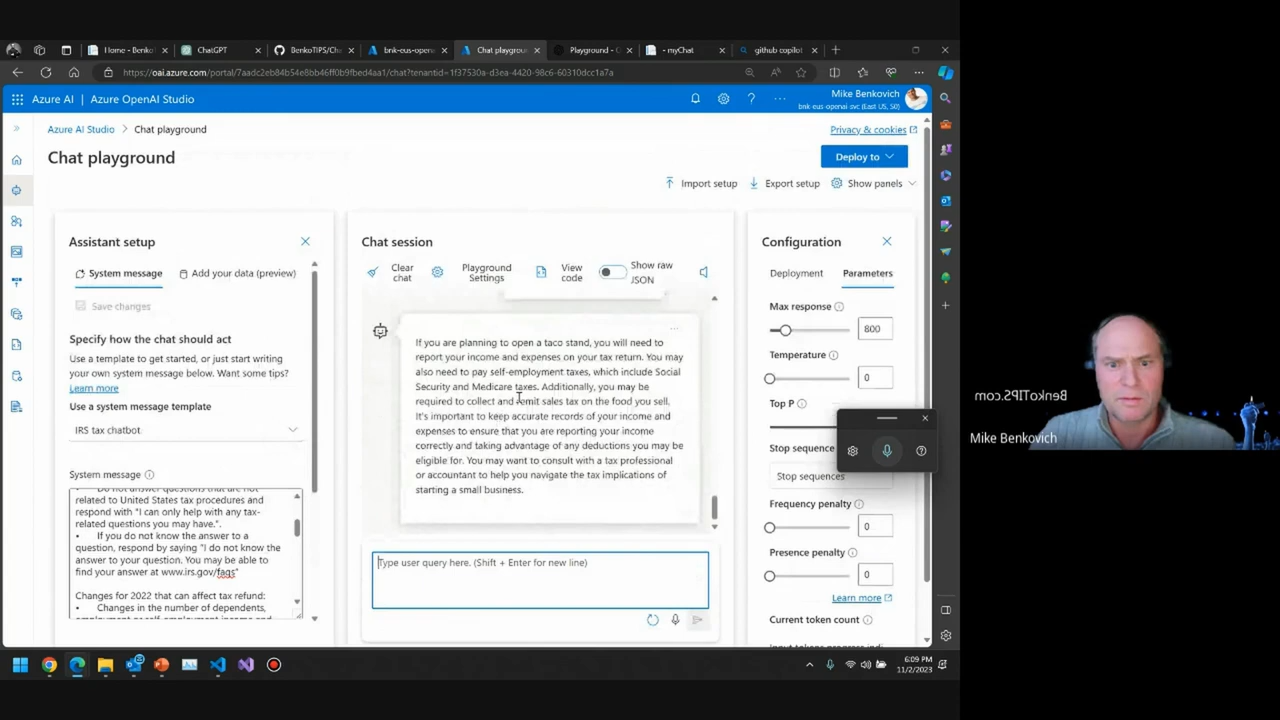 Home - Benko
ChatGPT
BenkoTIPS/Cha
bnk-eus-open
Chat playgroun
Playground - O
- myChat
github copilot
https://oai.azure.com/portal/7aadc2eb84b54e8bb46ff0b9fbed4aa1/chat?tenantid=1f37530a-d3ea-4420-98c6-60310dcc1a7a
Azure AI | Azure OpenAI Studio
Mike Benkovich
bnk-eus-openai-svc (East US, S0)
Azure AI Studio > Chat playground
Privacy & cookies
Chat playground
Deploy to
Import setup
Export setup
Show panels
Assistant setup
System message
Add your data (preview)
Save changes
Specify how the chat should act
Use a template to get started, or just start writing
your own system message below. Want some tips?
Learn more
Use a system message template
IRS tax chatbot
System message
• Do not answer questions that are not
related to United States tax procedures and
respond with "I can only help with any tax-
related questions you may have.".
• If you do not know the answer to a
question, respond by saying "I do not know the
answer to your question. You may be able to
find your answer at www.irs.gov/faqs"
Changes for 2022 that can affect tax refund:
• Changes in the number of dependents,
Chat session
Clear
chat
Playground
Settings
View
code
Show raw
JSON
If you are planning to open a taco stand, you will need to
report your income and expenses on your tax return. You may
also need to pay self-employment taxes, which include Social
Security and Medicare taxes. Additionally, you may be
required to collect and remit sales tax on the food you sell.
It's important to keep accurate records of your income and
expenses to ensure that you are reporting your income
correctly and taking advantage of any deductions you may be
eligible for. You may want to consult with a tax professional
or accountant to help you navigate the tax implications of
starting a small business.
Type user query here. (Shift + Enter for new line)
Configuration
Deployment
Parameters
Max response
800
Temperature
0
Top P
Stop sequence
Stop sequences
Frequency penalty
0
Presence penalty
0
Learn more
Current token count
BenkoTIPS.com
Mike Benkovich
6:09 PM
11/2/2023